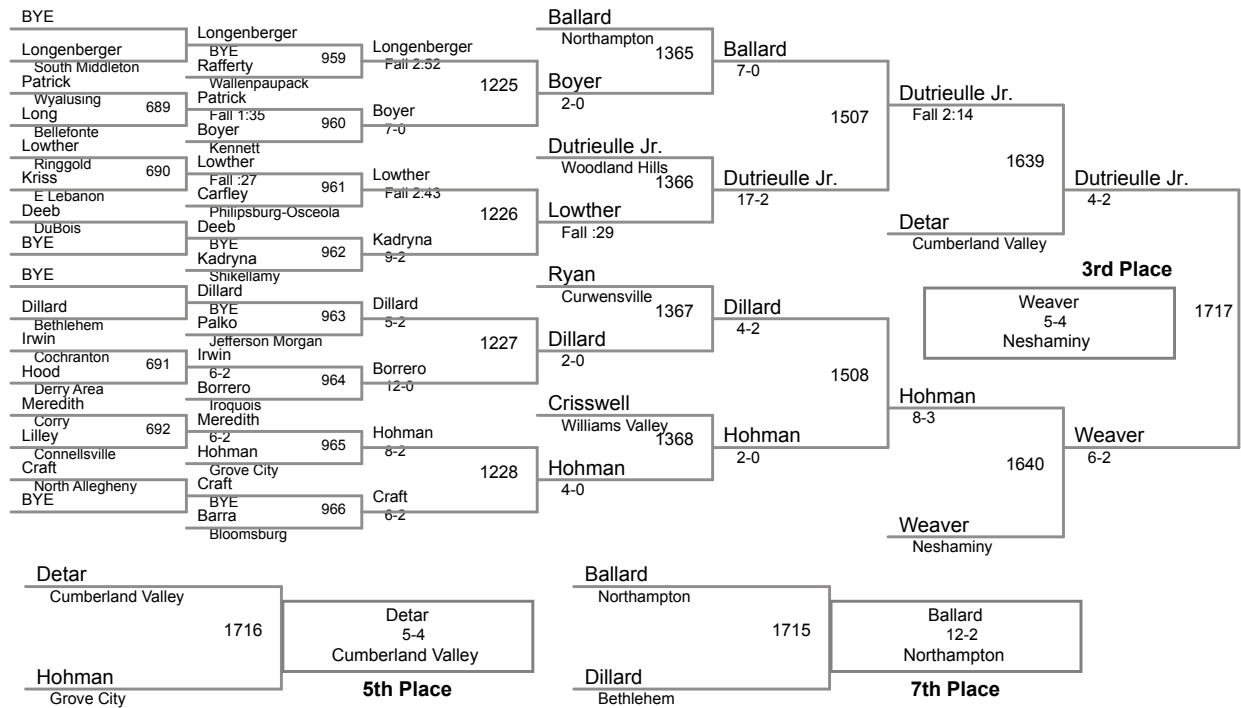 BYE
Longenberger
South Middleton
Patrick
Wyalusing
689
Long
Bellefonte
Lowther
Ringgold
690
Kriss
E Lebanon
Deeb
DuBois
BYE
BYE
Dillard
Bethlehem
Irwin
Cochranton
691
Hood
Derry Area
Meredith
Corry
692
Lilley
Connellsville
Craft
North Allegheny
BYE
Longenberger
BYE
959
Rafferty
Wallenpaupack
Patrick
Fall 1:35
960
Boyer
Kennett
Lowther
Fall :27
961
Carfley
Philipsburg-Osceola
Deeb
BYE
962
Kadryna
Shikellamy
Dillard
BYE
963
Palko
Jefferson Morgan
Irwin
6-2
964
Borrero
Iroquois
Meredith
6-2
965
Hohman
Grove City
Craft
BYE
966
Barra
Bloomsburg
Longenberger
Fall 2:52
1225
Boyer
7-0
Lowther
Fall 2:43
1226
Kadryna
9-2
Dillard
5-2
1227
Borrero
12-0
Hohman
8-2
1228
Craft
6-2
Ballard
Northampton
1365
Boyer
2-0
Dutrieulle Jr.
Woodland Hills
1366
Lowther
Fall :29
Ryan
Curwensville
1367
Dillard
2-0
Crisswell
Williams Valley
1368
Hohman
4-0
Ballard
7-0
1507
Dutrieulle Jr.
17-2
Dillard
4-2
1508
Hohman
2-0
Dutrieulle Jr.
Fall 2:14
1639
Detar
Cumberland Valley
Hohman
8-3
1640
Weaver
Neshaminy
Dutrieulle Jr.
4-2
3rd Place
Weaver
5-4
Neshaminy
1717
Weaver
6-2
Detar
Cumberland Valley
1716
Hohman
Grove City
Detar
5-4
Cumberland Valley
5th Place
Ballard
Northampton
1715
Dillard
Bethlehem
Ballard
12-2
Northampton
7th Place